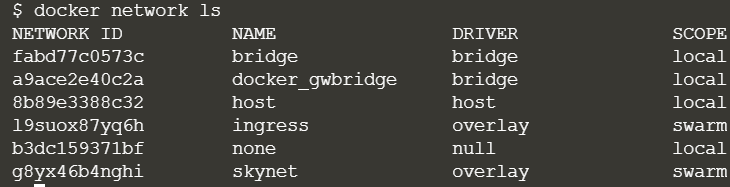 $ docker network ls
NETWORK ID NAME DRIVER SCOPE
fabd77c0573c bridge bridge local
a9ace2e40c2a docker_gwbridge bridge local
8b89e3388c32 host host local
l9suox87yq6h ingress overlay swarm
b3dc159371bf none null local
g8yx46b4nghi skynet overlay swarm